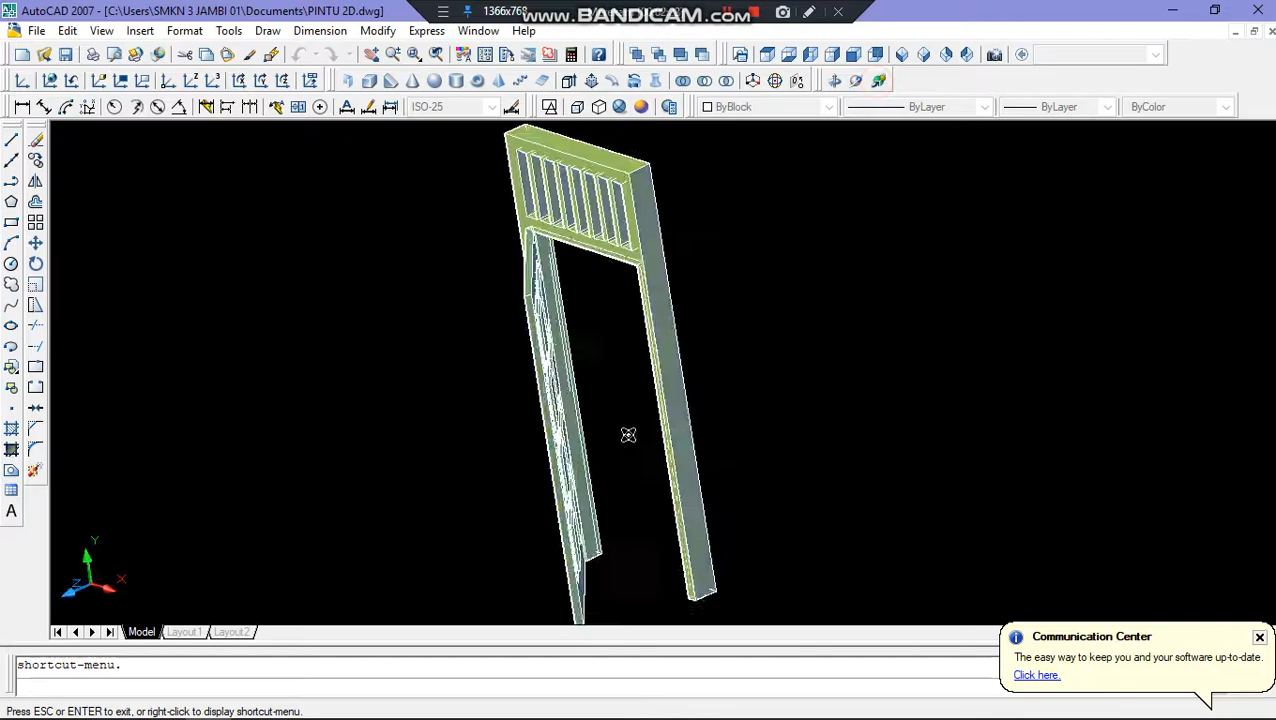 AutoCAD 2007 - [C:\Users\SMKN 3 JAMBI 01\Documents\PINTU 2D.dwg]
1366x768
www.BANDICAM.com
File Edit View Insert Format Tools Draw Dimension Modify Express Window Help
ISO-25
ByBlock
ByLayer
ByLayer
ByColor
Y
Z
X
Model
Layout1
Layout2
shortcut-menu.
Communication Center
The easy way to keep you and your software up-to-date.
Click here.
Press ESC or ENTER to exit, or right-click to display shortcut-menu.